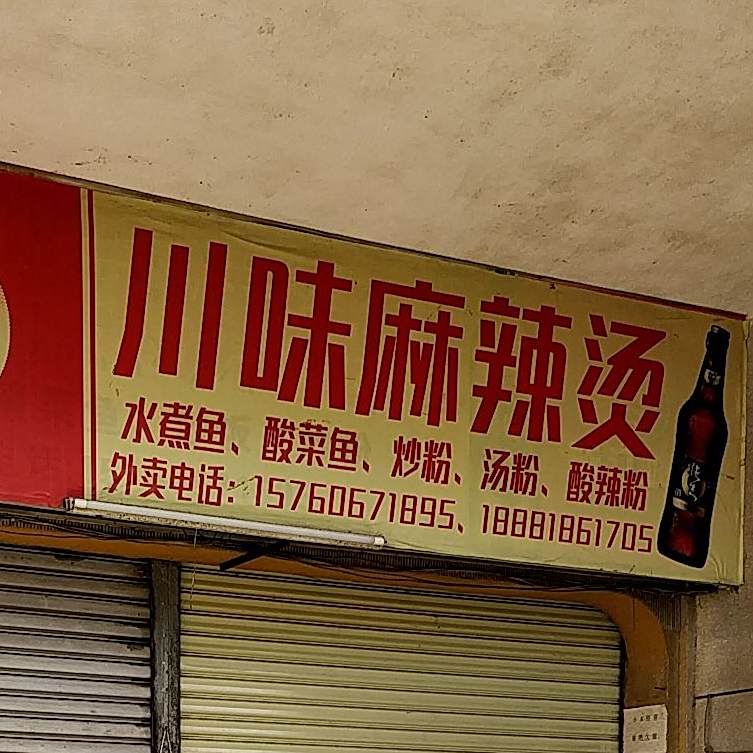 川味麻辣烫
水煮鱼、酸菜鱼、炒粉、汤粉、酸辣粉
外卖电话：15760671895、18881861705